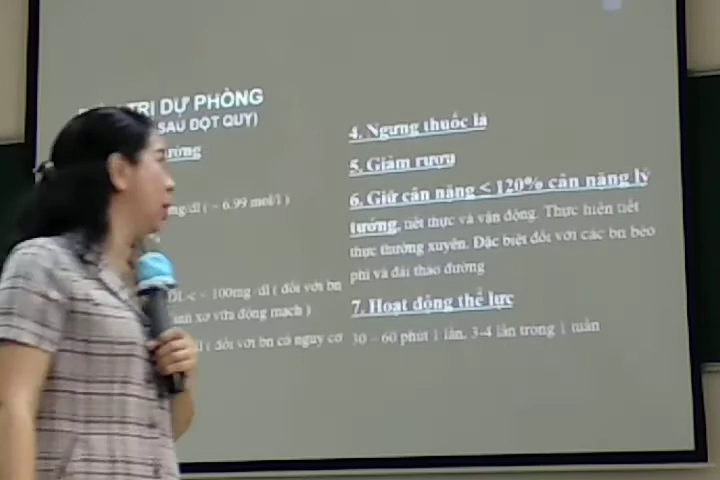 TRỊ DỰ PHÒNG
SAU ĐỘT QUỴ)
mg/dl ( ~ 6.99 mol/l )
DL < = 100mg/dl ( đối với bn
xơ vữa động mạch )
( đối với bn có nguy cơ
4. Ngưng thuốc lá
5. Giảm rượu
6. Giữ cân năng < 120% cân năng lý
tưởng, tiết thực và vận động. Thực hiện tiết
thực thường xuyên. Đặc biệt đối với các bn béo
phì và đái tháo đường
7. Hoạt động thể lực
30 – 60 phút 1 lần, 3-4 lần trong 1 tuần